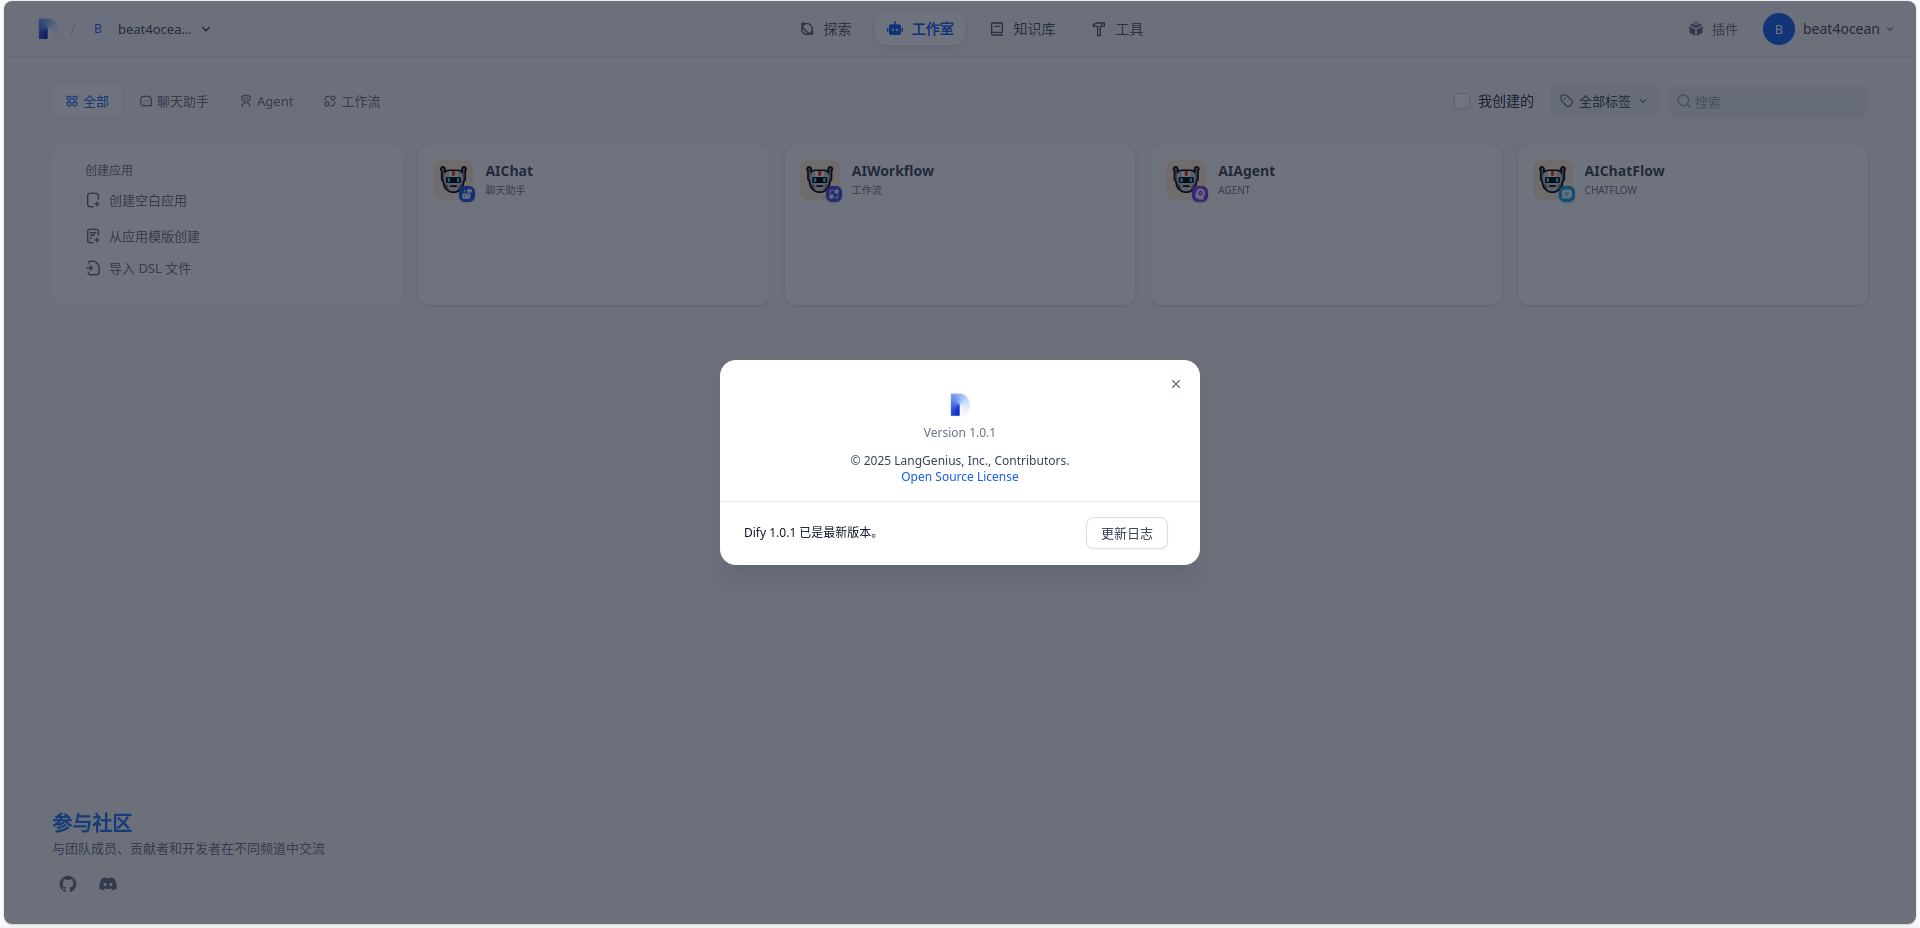 B beat4ocea...
探索
工作室
知识库
工具
插件
B beat4ocean
全部
聊天助手
Agent
工作流
我创建的
全部标签
搜索
创建应用
创建空白应用
从应用模版创建
导入 DSL 文件
AIChat
聊天助手
AIWorkflow
工作流
AIAgent
AGENT
AIChatFlow
CHATFLOW
Version 1.0.1
© 2025 LangGenius, Inc., Contributors.
Open Source License
Dify 1.0.1 已是最新版本。
更新日志
参与社区
与团队成员、贡献者和开发者在不同频道中交流